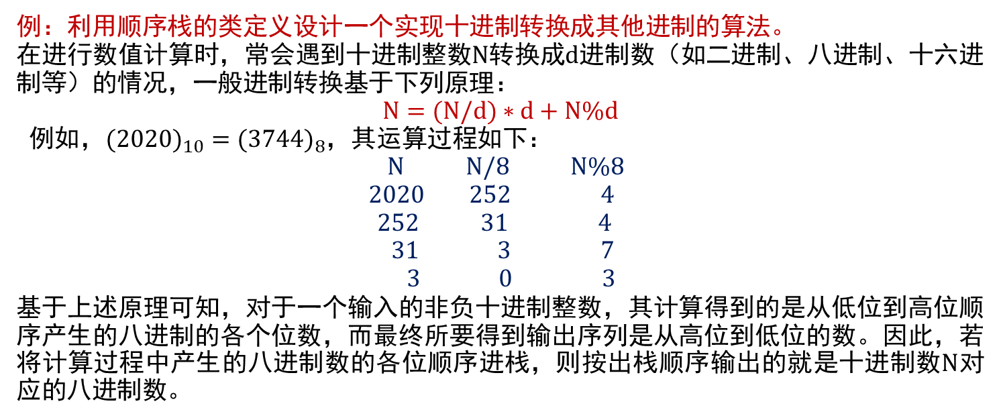 例：利用顺序栈的类定义设计一个实现十进制转换成其他进制的算法。
在进行数值计算时，常会遇到十进制整数N转换成d进制数（如二进制、八进制、十六进
制等）的情况，一般进制转换基于下列原理：
N = (N/d) * d + N%d
例如，(2020)₁₀ = (3744)₈，其运算过程如下：
N N/8 N%8
2020 252 4
252 31 4
31 3 7
3 0 3
基于上述原理可知，对于一个输入的非负十进制整数，其计算得到的是从低位到高位顺
序产生的八进制的各个位数，而最终所要得到输出序列是从高位到低位的数。因此，若
将计算过程中产生的八进制数的各位顺序进栈，则按出栈顺序输出的就是十进制数N对
应的八进制数。